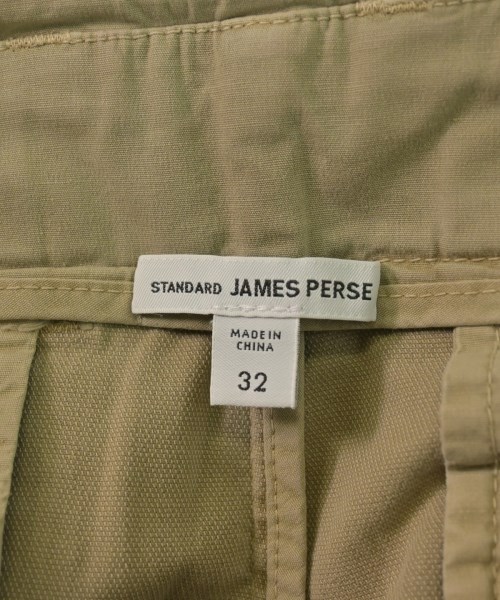 STANDARD JAMES PERSE
MADE IN
CHINA
32